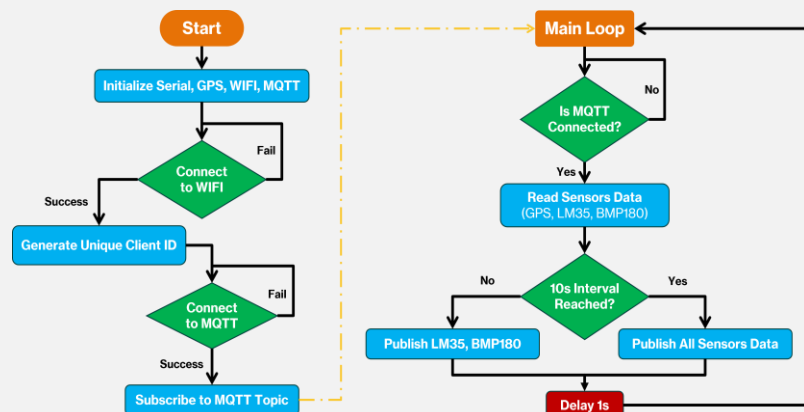 Start
Initialize Serial, GPS, WIFI, MQTT
Fail
Connect
to WIFI
Success
Generate Unique Client ID
Fail
Connect
to MQTT
Success
Subscribe to MQTT Topic
Main Loop
No
Is MQTT
Connected?
Yes
Read Sensors Data
(GPS, LM35, BMP180)
10s Interval
Reached?
No
Yes
Publish LM35, BMP180
Publish All Sensors Data
Delay 1s